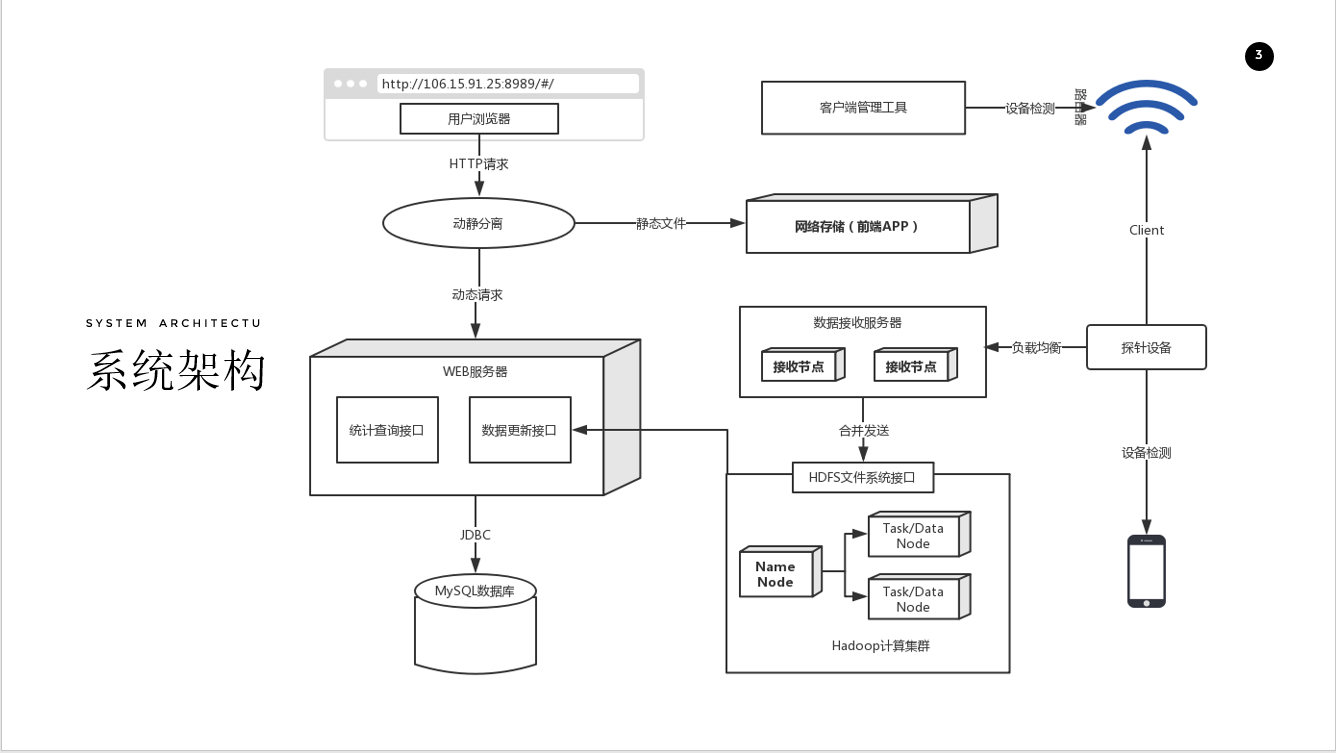 3
http://106.15.91.25:8989/#/
用户浏览器
HTTP请求
动静分离
静态文件
网络存储（前端APP）
动态请求
客户端管理工具
设备检测
路由器
Client
SYSTEM ARCHITECTU
系统架构
WEB服务器
统计查询接口
数据更新接口
JDBC
MySQL数据库
数据接收服务器
接收节点
接收节点
负载均衡
探针设备
合并发送
设备检测
HDFS文件系统接口
Name
Node
Task/Data
Node
Task/Data
Node
Hadoop计算集群